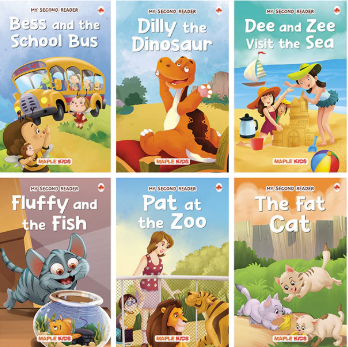 MY SECOND READER
Bess and the
School Bus
MAPLE KIDS
MY SECOND READER
Dilly the
Dinosaur
MAPLE KIDS
MY SECOND READER
Dee and Zee
Visit the Sea
MAPLE KIDS
MY SECOND READER
Fluffy and
the Fish
MAPLE KIDS
MY SECOND READER
Pat at
the Zoo
MAPLE KIDS
MY SECOND READER
The Fat
Cat
MAPLE KIDS